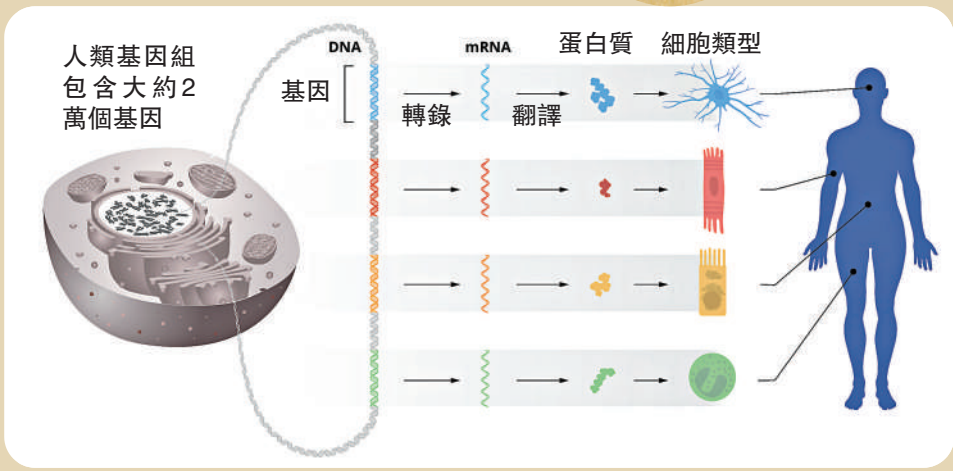 人類基因組
包含大約2
萬個基因
DNA
mRNA
蛋白質
細胞類型
基因
轉錄
翻譯